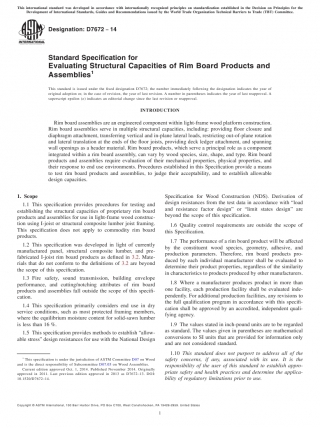 This international standard was developed in accordance with internationally recognized principles on standardization established in the Decision on Principles for the
Development of International Standards, Guides and Recommendations issued by the World Trade Organization Technical Barriers to Trade (TBT) Committee.
Designation: D7672 − 14
Standard Specification for
Evaluating Structural Capacities of Rim Board Products and
Assemblies1
This standard is issued under the fixed designation D7672; the number immediately following the designation indicates the year of
original adoption or, in the case of revision, the year of last revision. A number in parentheses indicates the year of last reapproval. A
superscript epsilon (ε) indicates an editorial change since the last revision or reapproval.
INTRODUCTION
Rim board assemblies are an engineered component within light-frame wood platform construction.
Rim board assemblies serve in multiple structural capacities, including: providing floor closure and
diaphragm attachment, transferring vertical and in-plane lateral loads, restricting out-of-plane rotation
and lateral translation at the ends of the floor joists, providing deck ledger attachment, and spanning
wall openings as a header material. Rim board products, which serve a principal role as a component
integrated within a rim board assembly, can vary by wood species, size, shape, and type. Rim board
products and assemblies require evaluation of their mechanical properties, physical properties, and
their response to end use environments. Procedures established in this Specification provide a means
to test rim board products and assemblies, to judge their acceptability, and to establish allowable
design capacities.
1. Scope
1.1 This specification provides procedures for testing and
establishing the structural capacities of proprietary rim board
products and assemblies for use in light-frame wood construc-
tion using I-joist or structural composite lumber joist framing.
This specification does not apply to commodity rim board
products.
1.2 This specification was developed in light of currently
manufactured panel, structural composite lumber, and pre-
fabricated I-joist rim board products as defined in 3.2. Mate-
rials that do not conform to the definitions of 3.2 are beyond
the scope of this specification.
1.3 Fire safety, sound transmission, building envelope
performance, and cutting/notching attributes of rim board
products and assemblies fall outside the scope of this specifi-
cation.
1.4 This specification primarily considers end use in dry
service conditions, such as most protected framing members,
where the equilibrium moisture content for solid-sawn lumber
is less than 16 %.
1.5 This specification provides methods to establish “allow-
able stress” design resistances for use with the National Design
1 This specification is under the jurisdiction of ASTM Committee D07 on Wood
and is the direct responsibility of Subcommittee D07.05 on Wood Assemblies.
Current edition approved Oct. 1, 2014. Published November 2014. Originally
approved in 2011. Last previous edition approved in
Specification for Wood Construction (NDS). Derivation of
design resistances from the test data in accordance with “load
and resistance factor design” or “limit states design” are
beyond the scope of this specification.
1.6 Quality control requirements are outside the scope of
this specification.
1.7 The performance of a rim board product will be affected
by the constituent wood species, geometry, adhesive, and
production parameters. Therefore, rim board products pro-
duced by each individual manufacturer shall be evaluated to
determine their product properties, regardless of the similarity
in characteristics to products produced by other manufacturers.
1.8 Where a manufacturer produces product in more than
one facility, each production facility shall be evaluated inde-
pendently. For additional production facilities, any revisions to
the full qualification program in accordance with this specifi-
cation shall be approved by an accredited, independent quali-
fying agency.
1.9 The values stated in inch-pound units are to be regarded
as standard. The values given in parentheses are mathematical
conversions to SI units that are provided for information only
and are not considered standard.
1.10 This standard does not purport to address all of the
safety concerns, if any, associated with its use. It is the
responsibility of the user of this standard to establish appro-
priate safety and health practices and determine the applica-
bility of regulatory limitations prior to use.
Copyright © ASTM International, 100 Barr Harbor Drive, PO Box C700, West Conshohocken, PA 19428-2959. United States
1